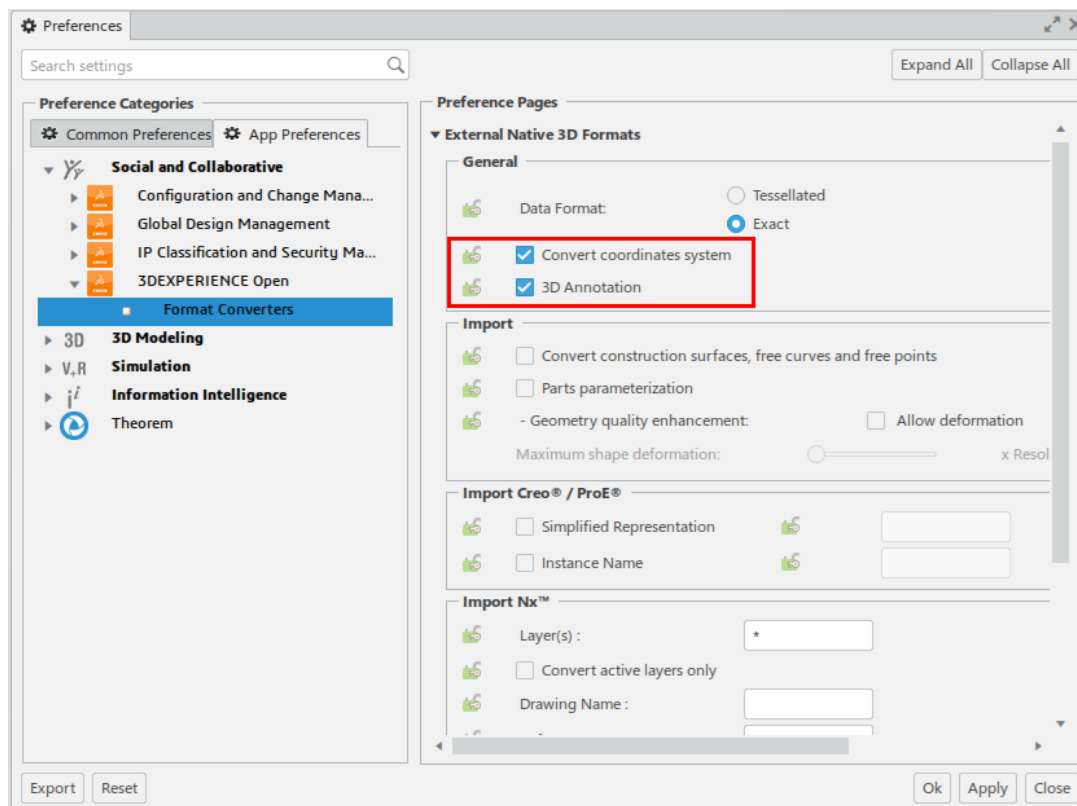 Preferences
Search settings
Expand All
Collapse All
Preference Categories
Common Preferences
App Preferences
Social and Collaborative
Configuration and Change Mana...
Global Design Management
IP Classification and Security Ma...
3DEXPERIENCE Open
Format Converters
3D 3D Modeling
V+R Simulation
Information Intelligence
Theorem
Preference Pages
External Native 3D Formats
General
Data Format:
Tessellated
Exact
Convert coordinates system
3D Annotation
Import
Convert construction surfaces, free curves and free points
Parts parameterization
- Geometry quality enhancement:
Allow deformation
Maximum shape deformation:
x Resol
Import Creo® / ProE®
Simplified Representation
Instance Name
Import Nx™
Layer(s) :
*
Convert active layers only
Drawing Name :
Export
Reset
Ok
Apply
Close